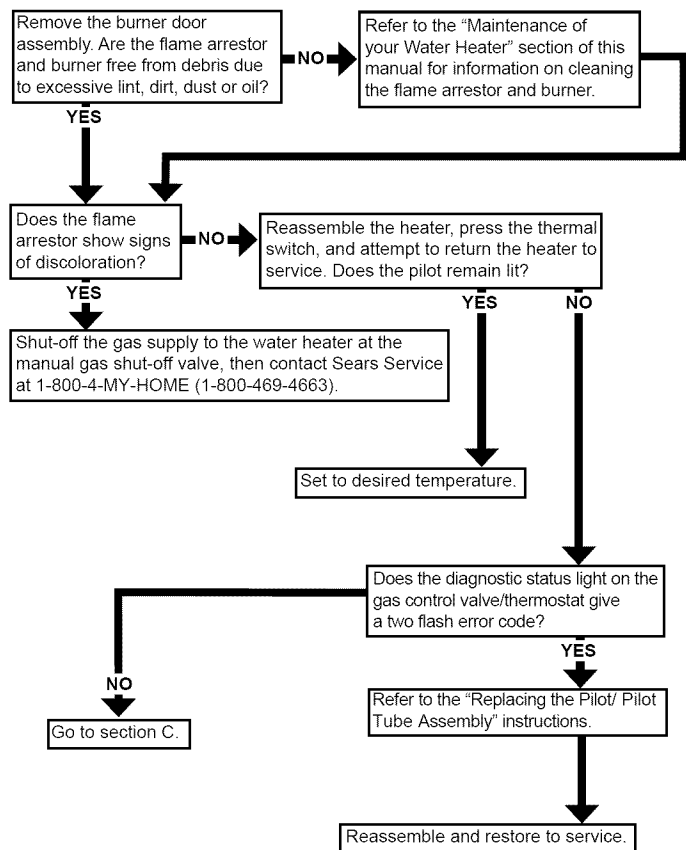 Remove the burner door
assembly. Are the flame arrestor
and burner free from debris due
to excessive lint, dirt, dust or oil?
NO
Refer to the “Maintenance of
your Water Heater” section of this
manual for information on cleaning
the flame arrestor and burner.
YES
Does the flame
arrestor show signs
of discoloration?
NO
Reassemble the heater, press the thermal
switch, and attempt to return the heater to
service. Does the pilot remain lit?
YES
YES
NO
Shut-off the gas supply to the water heater at the
manual gas shut-off valve, then contact Sears Service
at 1-800-4-MY-HOME (1-800-469-4663).
Set to desired temperature.
Does the diagnostic status light on the
gas control valve/thermostat give
a two flash error code?
YES
NO
Refer to the “Replacing the Pilot/ Pilot
Tube Assembly” instructions.
Go to section C.
Reassemble and restore to service.